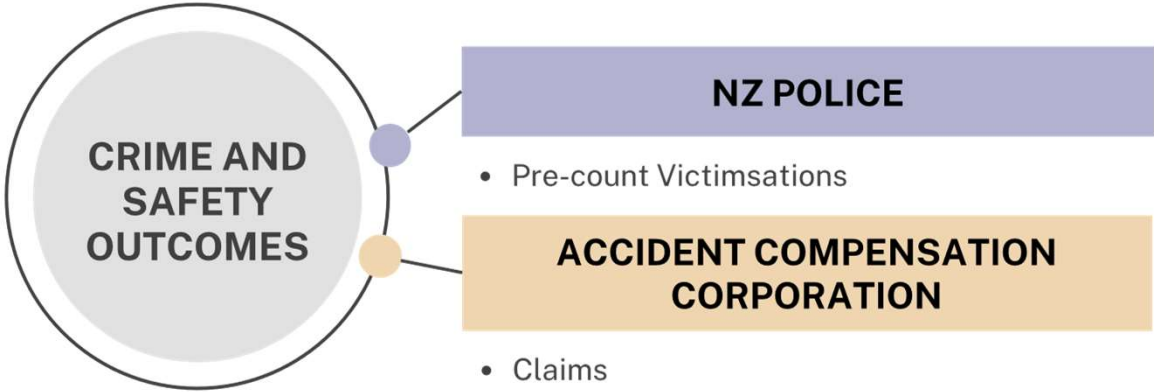 CRIME AND
SAFETY
OUTCOMES
NZ POLICE
• Pre-count Victimsations
ACCIDENT COMPENSATION
CORPORATION
• Claims